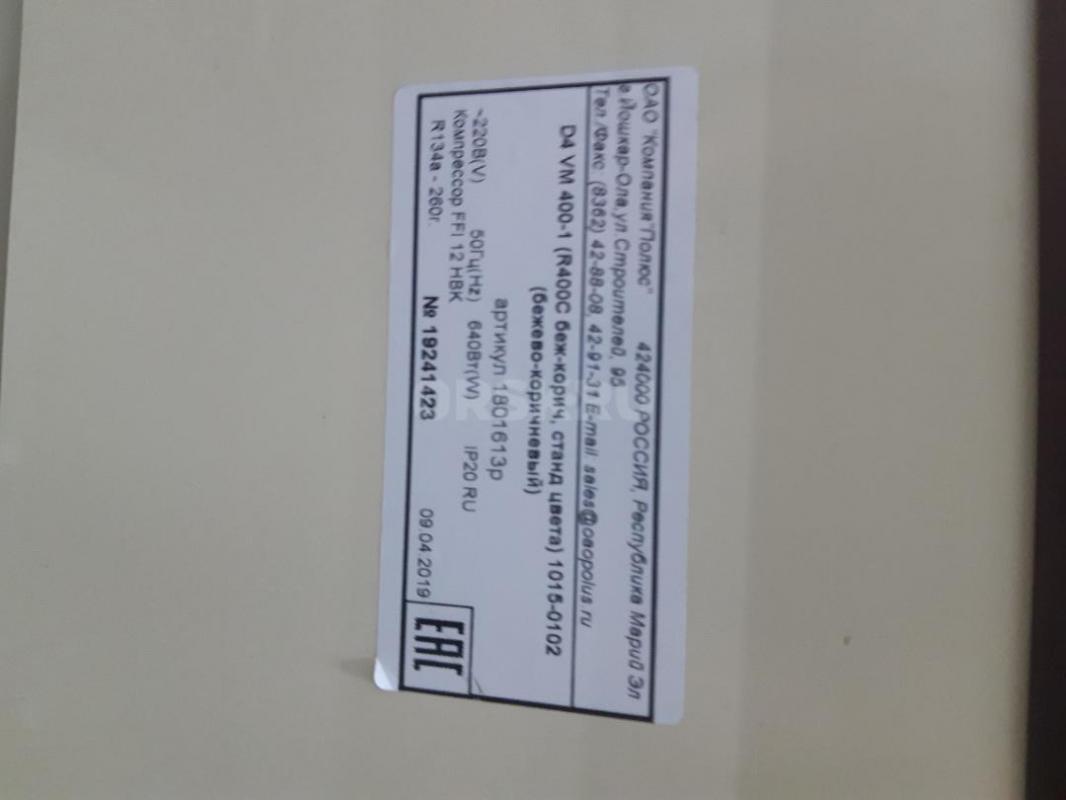 ОАО "Компания"Полюс" 424000 РОССИЯ, Республика Марий Эл
г.Йошкар-Ола,ул.Строителей, 95
Тел./Факс: (8362) 42-88-08, 42-91-31 E-mail: sales@oaopolus.ru
D4 VM 400-1 (R400C беж-корич, станд цвета) 1015-0102
(бежево-коричневый)
артикул 1801613р
~220В(V) 50Гц(Hz) 640Вт(W) IP20 RU
Компрессор FFI 12 HBK
R134a - 260г. № 19241423 09.04.2019
EAC